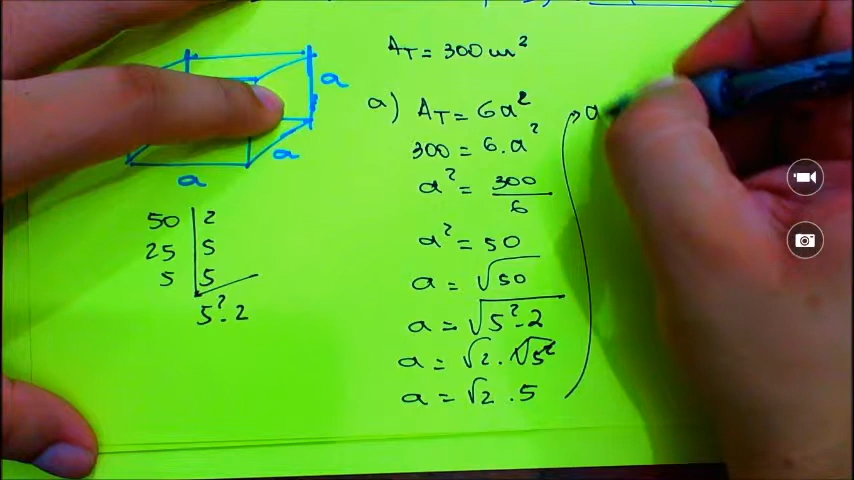 A_T = 300 m²
a
a) A_T = 6a²
300 = 6.a²
a
a² = 300/6
a
50 | 2
25 | 5
5 | 5
5².2
a² = 50
a = √50
a = √5².2
a = √2 . √5²
a = √2 . 5
a